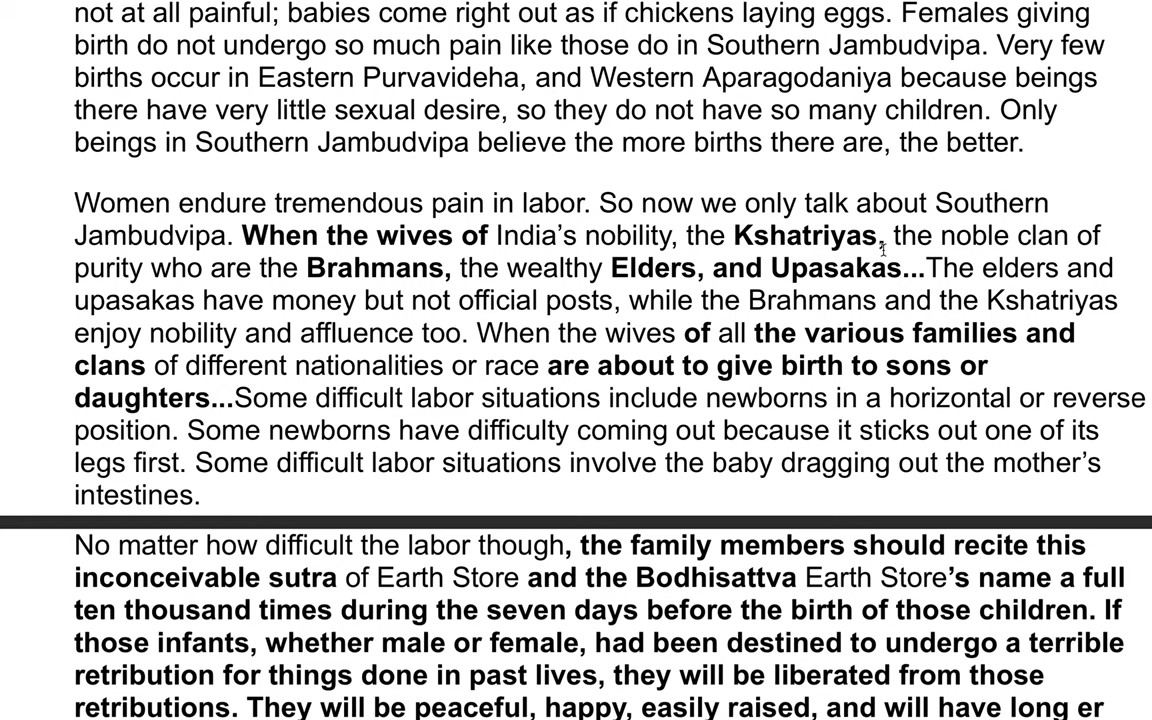 not at all painful; babies come right out as if chickens laying eggs. Females giving
birth do not undergo so much pain like those do in Southern Jambudvipa. Very few
births occur in Eastern Purvavideha, and Western Aparagodaniya because beings
there have very little sexual desire, so they do not have so many children. Only
beings in Southern Jambudvipa believe the more births there are, the better.
Women endure tremendous pain in labor. So now we only talk about Southern
Jambudvipa. When the wives of India’s nobility, the Kshatriyas, the noble clan of
purity who are the Brahmans, the wealthy Elders, and Upasakas...The elders and
upasakas have money but not official posts, while the Brahmans and the Kshatriyas
enjoy nobility and affluence too. When the wives of all the various families and
clans of different nationalities or race are about to give birth to sons or
daughters...Some difficult labor situations include newborns in a horizontal or reverse
position. Some newborns have difficulty coming out because it sticks out one of its
legs first. Some difficult labor situations involve the baby dragging out the mother’s
intestines.
No matter how difficult the labor though, the family members should recite this
inconceivable sutra of Earth Store and the Bodhisattva Earth Store’s name a full
ten thousand times during the seven days before the birth of those children. If
those infants, whether male or female, had been destined to undergo a terrible
retribution for things done in past lives, they will be liberated from those
retributions. They will be peaceful, happy, easily raised, and will have long er